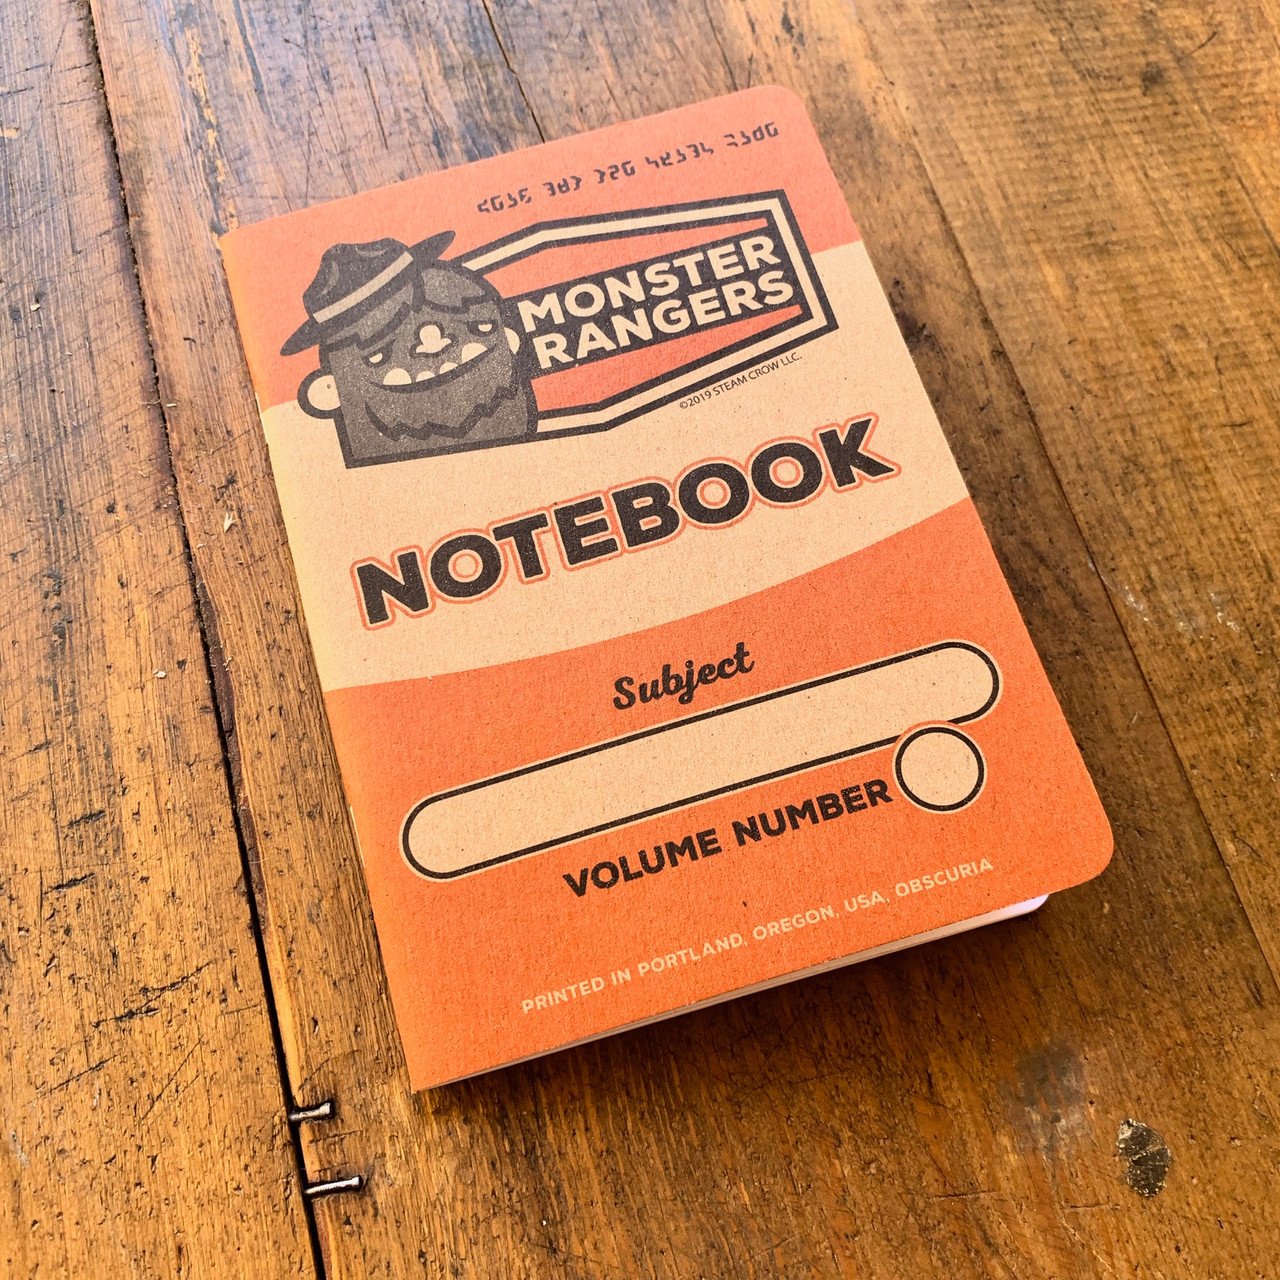 MONSTER
RANGERS
©2019 STEAM CROW LLC.
NOTEBOOK
Subject
VOLUME NUMBER
PRINTED IN PORTLAND, OREGON, USA, OBSCURIA